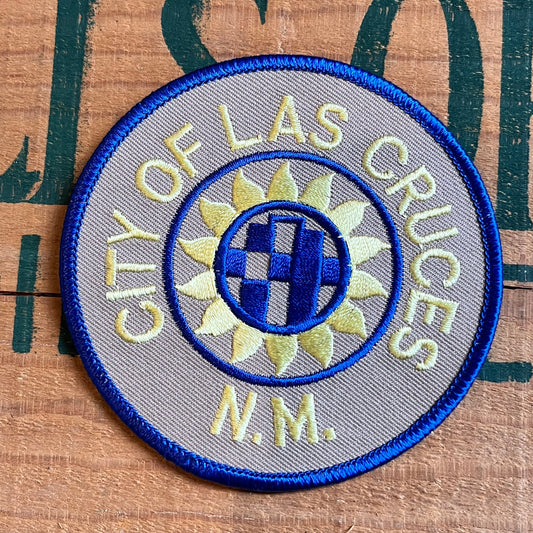 CITY OF LAS CRUCES
N.M.